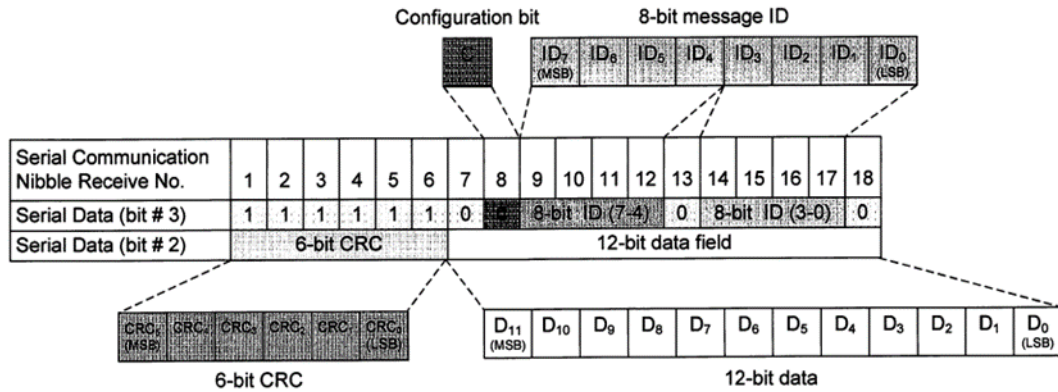 Configuration bit 8-bit message ID
C ID₇ ID₆ ID₅ ID₄ ID₃ ID₂ ID₁ ID₀
(MSB) (LSB)
Serial Communication
Nibble Receive No. 1 2 3 4 5 6 7 8 9 10 11 12 13 14 15 16 17 18
Serial Data (bit # 3) 1 1 1 1 1 1 0 8-bit ID (7-4) 0 8-bit ID (3-0) 0
Serial Data (bit # 2) 6-bit CRC 12-bit data field
CRC₅ CRC₄ CRC₃ CRC₂ CRC₁ CRC₀ D₁₁ D₁₀ D₉ D₈ D₇ D₆ D₅ D₄ D₃ D₂ D₁ D₀
(MSB) (LSB) (MSB) (LSB)
6-bit CRC 12-bit data